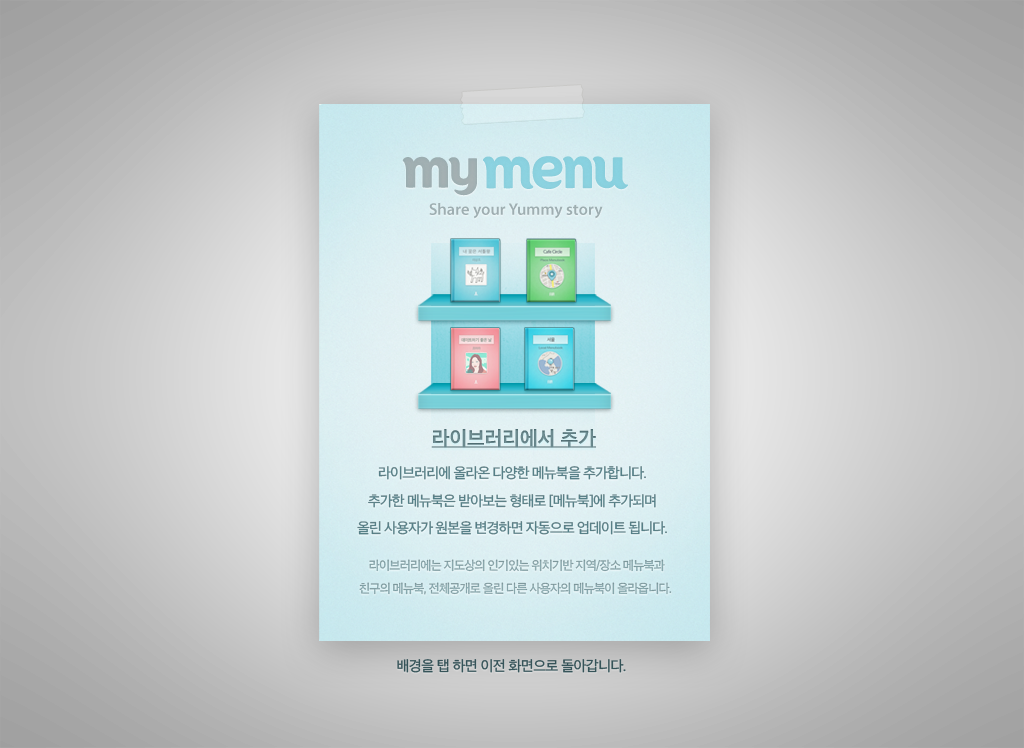 my menu
Share your Yummy story
Cafe Circle
서울
라이브러리에서 추가
라이브러리에 올라온 다양한 메뉴북을 추가합니다.
추가한 메뉴북은 받아보는 형태로 [메뉴북]에 추가되며
올린 사용자가 원본을 변경하면 자동으로 업데이트 됩니다.
라이브러리에는 지도상의 인기있는 위치기반 지역/장소 메뉴북과
친구의 메뉴북, 전체공개로 올린 다른 사용자의 메뉴북이 올라옵니다.
배경을 탭 하면 이전 화면으로 돌아갑니다.